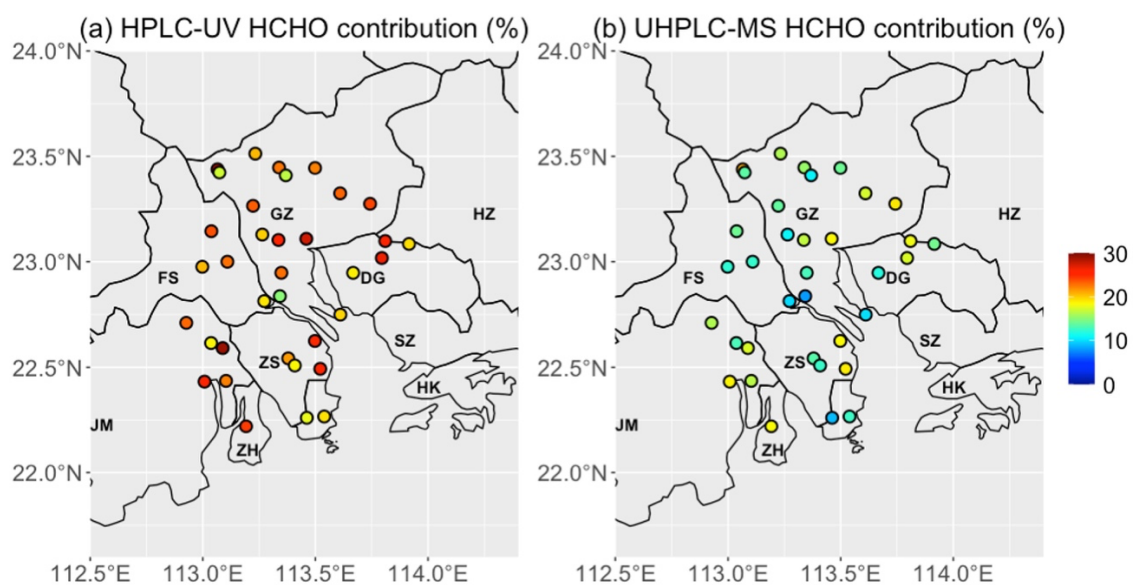 (a) HPLC-UV HCHO contribution (%)
(b) UHPLC-MS HCHO contribution (%)
24.0°N
23.5°N
23.0°N
22.5°N
22.0°N
112.5°E 113.0°E 113.5°E 114.0°E
GZ
HZ
FS
DG
SZ
ZS
HK
JM
ZH
24.0°N
23.5°N
23.0°N
22.5°N
22.0°N
112.5°E 113.0°E 113.5°E 114.0°E
GZ
HZ
FS
DG
SZ
ZS
HK
JM
ZH
30
20
10
0